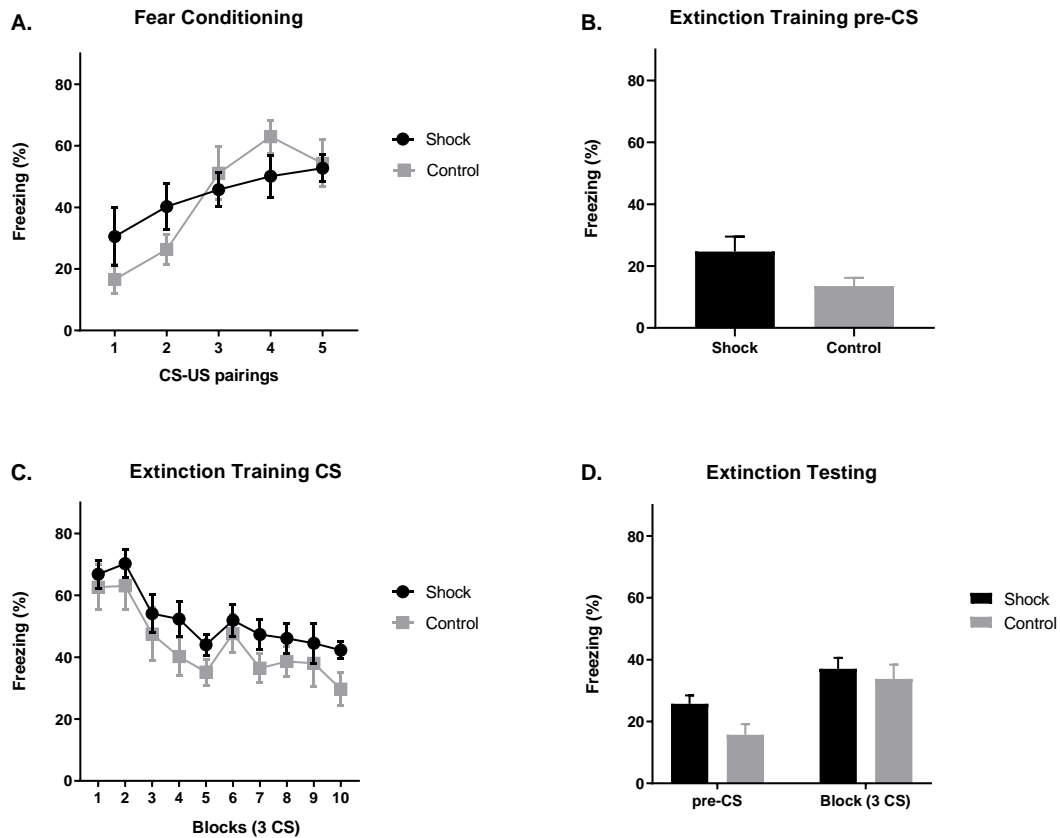 A.
Fear Conditioning
80
60
40
20
0
Freezing (%)
1 2 3 4 5
CS-US pairings
Shock
Control
B.
Extinction Training pre-CS
80
60
40
20
0
Freezing (%)
Shock Control
C.
Extinction Training CS
80
60
40
20
0
Freezing (%)
1 2 3 4 5 6 7 8 9 10
Blocks (3 CS)
Shock
Control
D.
Extinction Testing
80
60
40
20
0
Freezing (%)
pre-CS Block (3 CS)
Shock
Control